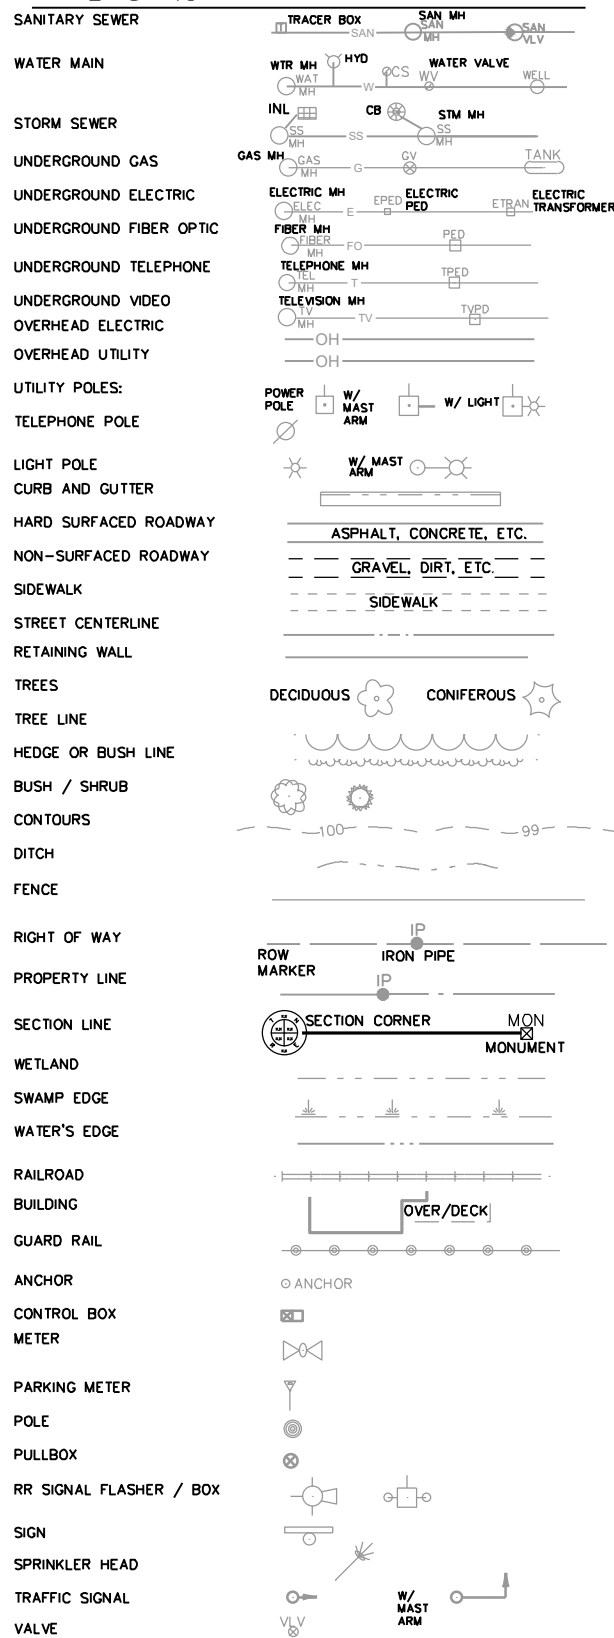 SANITARY SEWER TRACER BOX SAN SAN MH SAN MH SAN VLV
WATER MAIN WTR MH WAT MH HYD W CS WV WATER VALVE WELL
STORM SEWER INL SS MH SS CB STM MH SS MH
UNDERGROUND GAS GAS MH GAS MH G GV TANK
UNDERGROUND ELECTRIC ELECTRIC MH ELEC MH E EPED ELECTRIC PED ETRAN ELECTRIC TRANSFORMER
UNDERGROUND FIBER OPTIC FIBER MH FIBER MH FO PED
UNDERGROUND TELEPHONE TELEPHONE MH TEL MH T TPED
UNDERGROUND VIDEO TELEVISION MH TV MH TV TVPD
OVERHEAD ELECTRIC OH
OVERHEAD UTILITY OH
UTILITY POLES: POWER POLE W/ MAST ARM W/ LIGHT
TELEPHONE POLE
LIGHT POLE W/ MAST ARM
CURB AND GUTTER
HARD SURFACED ROADWAY ASPHALT, CONCRETE, ETC.
NON-SURFACED ROADWAY GRAVEL, DIRT, ETC.
SIDEWALK SIDEWALK
STREET CENTERLINE
RETAINING WALL
TREES DECIDUOUS CONIFEROUS
TREE LINE
HEDGE OR BUSH LINE
BUSH / SHRUB
CONTOURS 100 99
DITCH
FENCE
RIGHT OF WAY ROW MARKER IP IRON PIPE
PROPERTY LINE IP
SECTION LINE SECTION CORNER MON MONUMENT
WETLAND
SWAMP EDGE
WATER'S EDGE
RAILROAD
BUILDING OVER/DECK
GUARD RAIL
ANCHOR ANCHOR
CONTROL BOX
METER
PARKING METER
POLE
PULLBOX
RR SIGNAL FLASHER / BOX
SIGN
SPRINKLER HEAD
TRAFFIC SIGNAL W/ MAST ARM
VALVE VLV